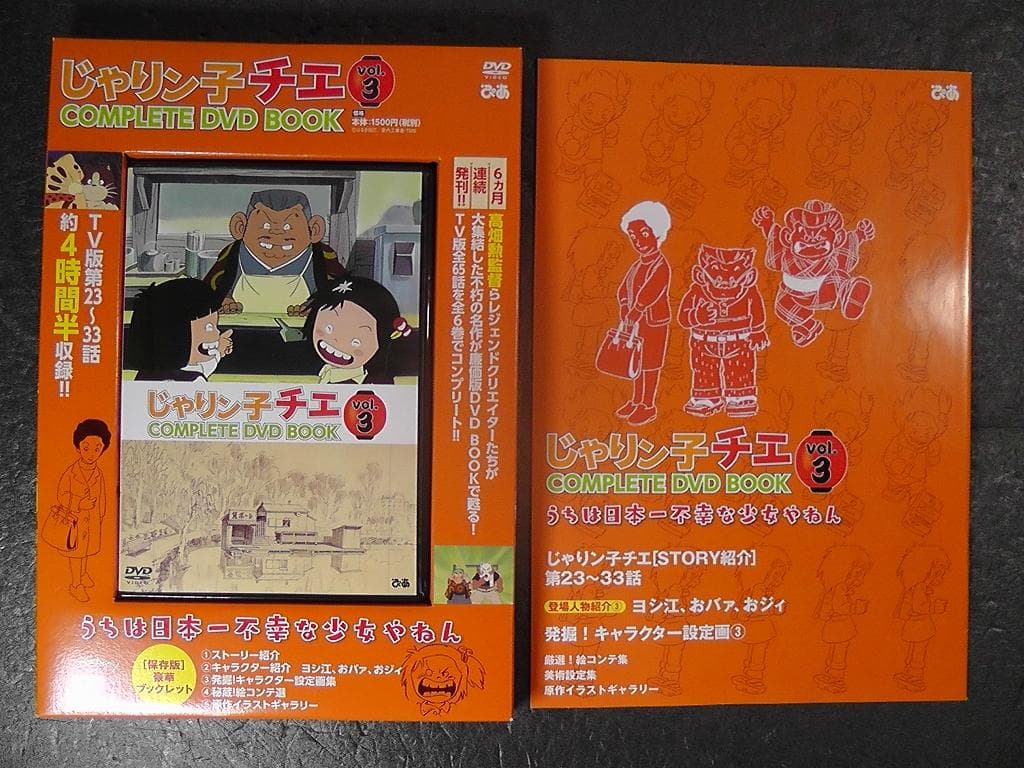 じゃりン子チエ
vol.
3
COMPLETE DVD BOOK
価格
本体:1500円(税別)
DVD
VIDEO
ぴあ
TV版第23～33話
約4時間半収録!!
6ヵ月
連続
発刊!!
高畑勲監督らレジェンドクリエイターたちが
大集結した不朽の名作が廉価版DVD BOOKで甦る!
TV版全65話を全6巻でコンプリート!!
じゃりン子チエ
vol.
3
COMPLETE DVD BOOK
DVD
VIDEO
ぴあ
うちは日本一不幸な少女やねん
[保存版]
豪華
ブックレット
①ストーリー紹介
②キャラクター紹介 ヨシ江、おバァ、おジィ
③発掘!キャラクター設定画集
④秘蔵!絵コンテ選
⑤原作イラストギャラリー
ぴあ
じゃりン子チエ
vol.
3
COMPLETE DVD BOOK
うちは日本一不幸な少女やねん
じゃりン子チエ[STORY紹介]
第23～33話
登場人物紹介③ ヨシ江、おバァ、おジィ
発掘!キャラクター設定画③
厳選!絵コンテ集
美術設定集
原作イラストギャラリー